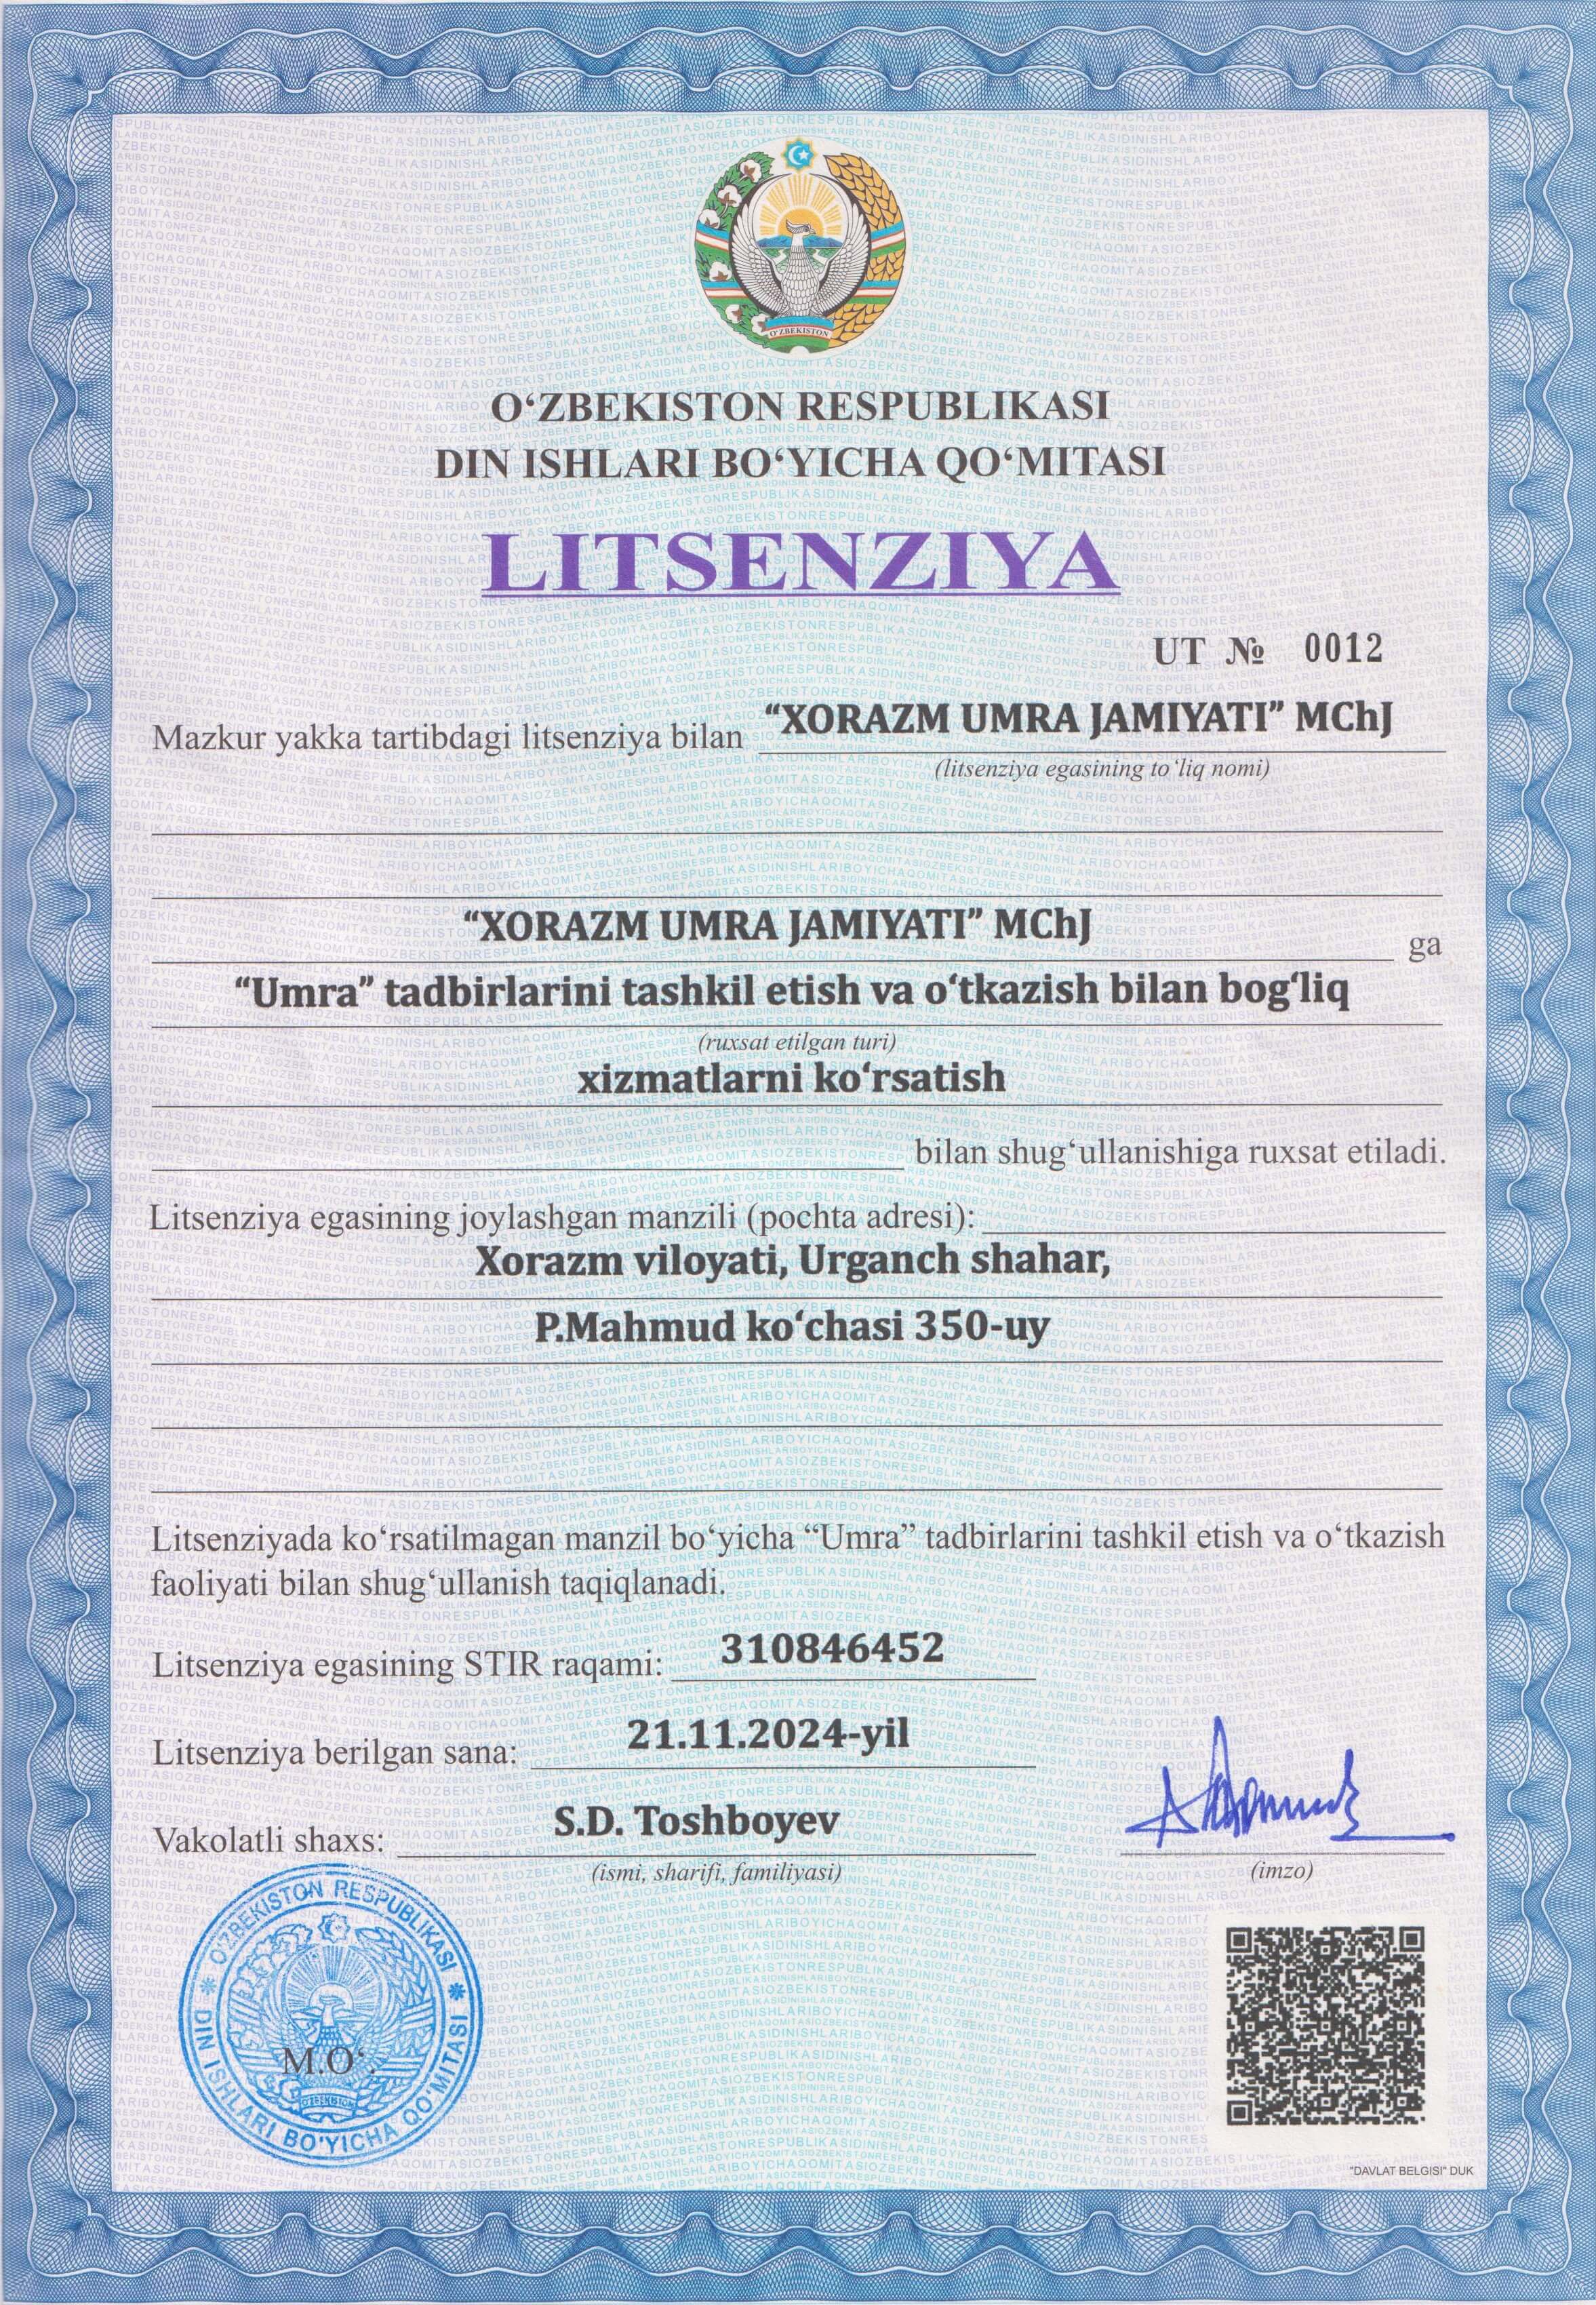 O‘ZBEKISTON
O‘ZBEKISTON RESPUBLIKASI
DIN ISHLARI BO‘YICHA QO‘MITASI
LITSENZIYA
UT № 0012
Mazkur yakka tartibdagi litsenziya bilan “XORAZM UMRA JAMIYATI” MChJ
(litsenziya egasining to‘liq nomi)
“XORAZM UMRA JAMIYATI” MChJ ga
“Umra” tadbirlarini tashkil etish va o‘tkazish bilan bog‘liq
(ruxsat etilgan turi)
xizmatlarni ko‘rsatish
bilan shug‘ullanishiga ruxsat etiladi.
Litsenziya egasining joylashgan manzili (pochta adresi):
Xorazm viloyati, Urganch shahar,
P.Mahmud ko‘chasi 350-uy
Litsenziyada ko‘rsatilmagan manzil bo‘yicha “Umra” tadbirlarini tashkil etish va o‘tkazish
faoliyati bilan shug‘ullanish taqiqlanadi.
Litsenziya egasining STIR raqami: 310846452
Litsenziya berilgan sana: 21.11.2024-yil
Vakolatli shaxs: S.D. Toshboyev
(ismi, sharifi, familiyasi)
(imzo)
O‘ZBEKISTON RESPUBLIKASI
DIN ISHLARI BO‘YICHA QO‘MITASI
M.O‘.
O‘ZBEKISTON
"DAVLAT BELGISI" DUK